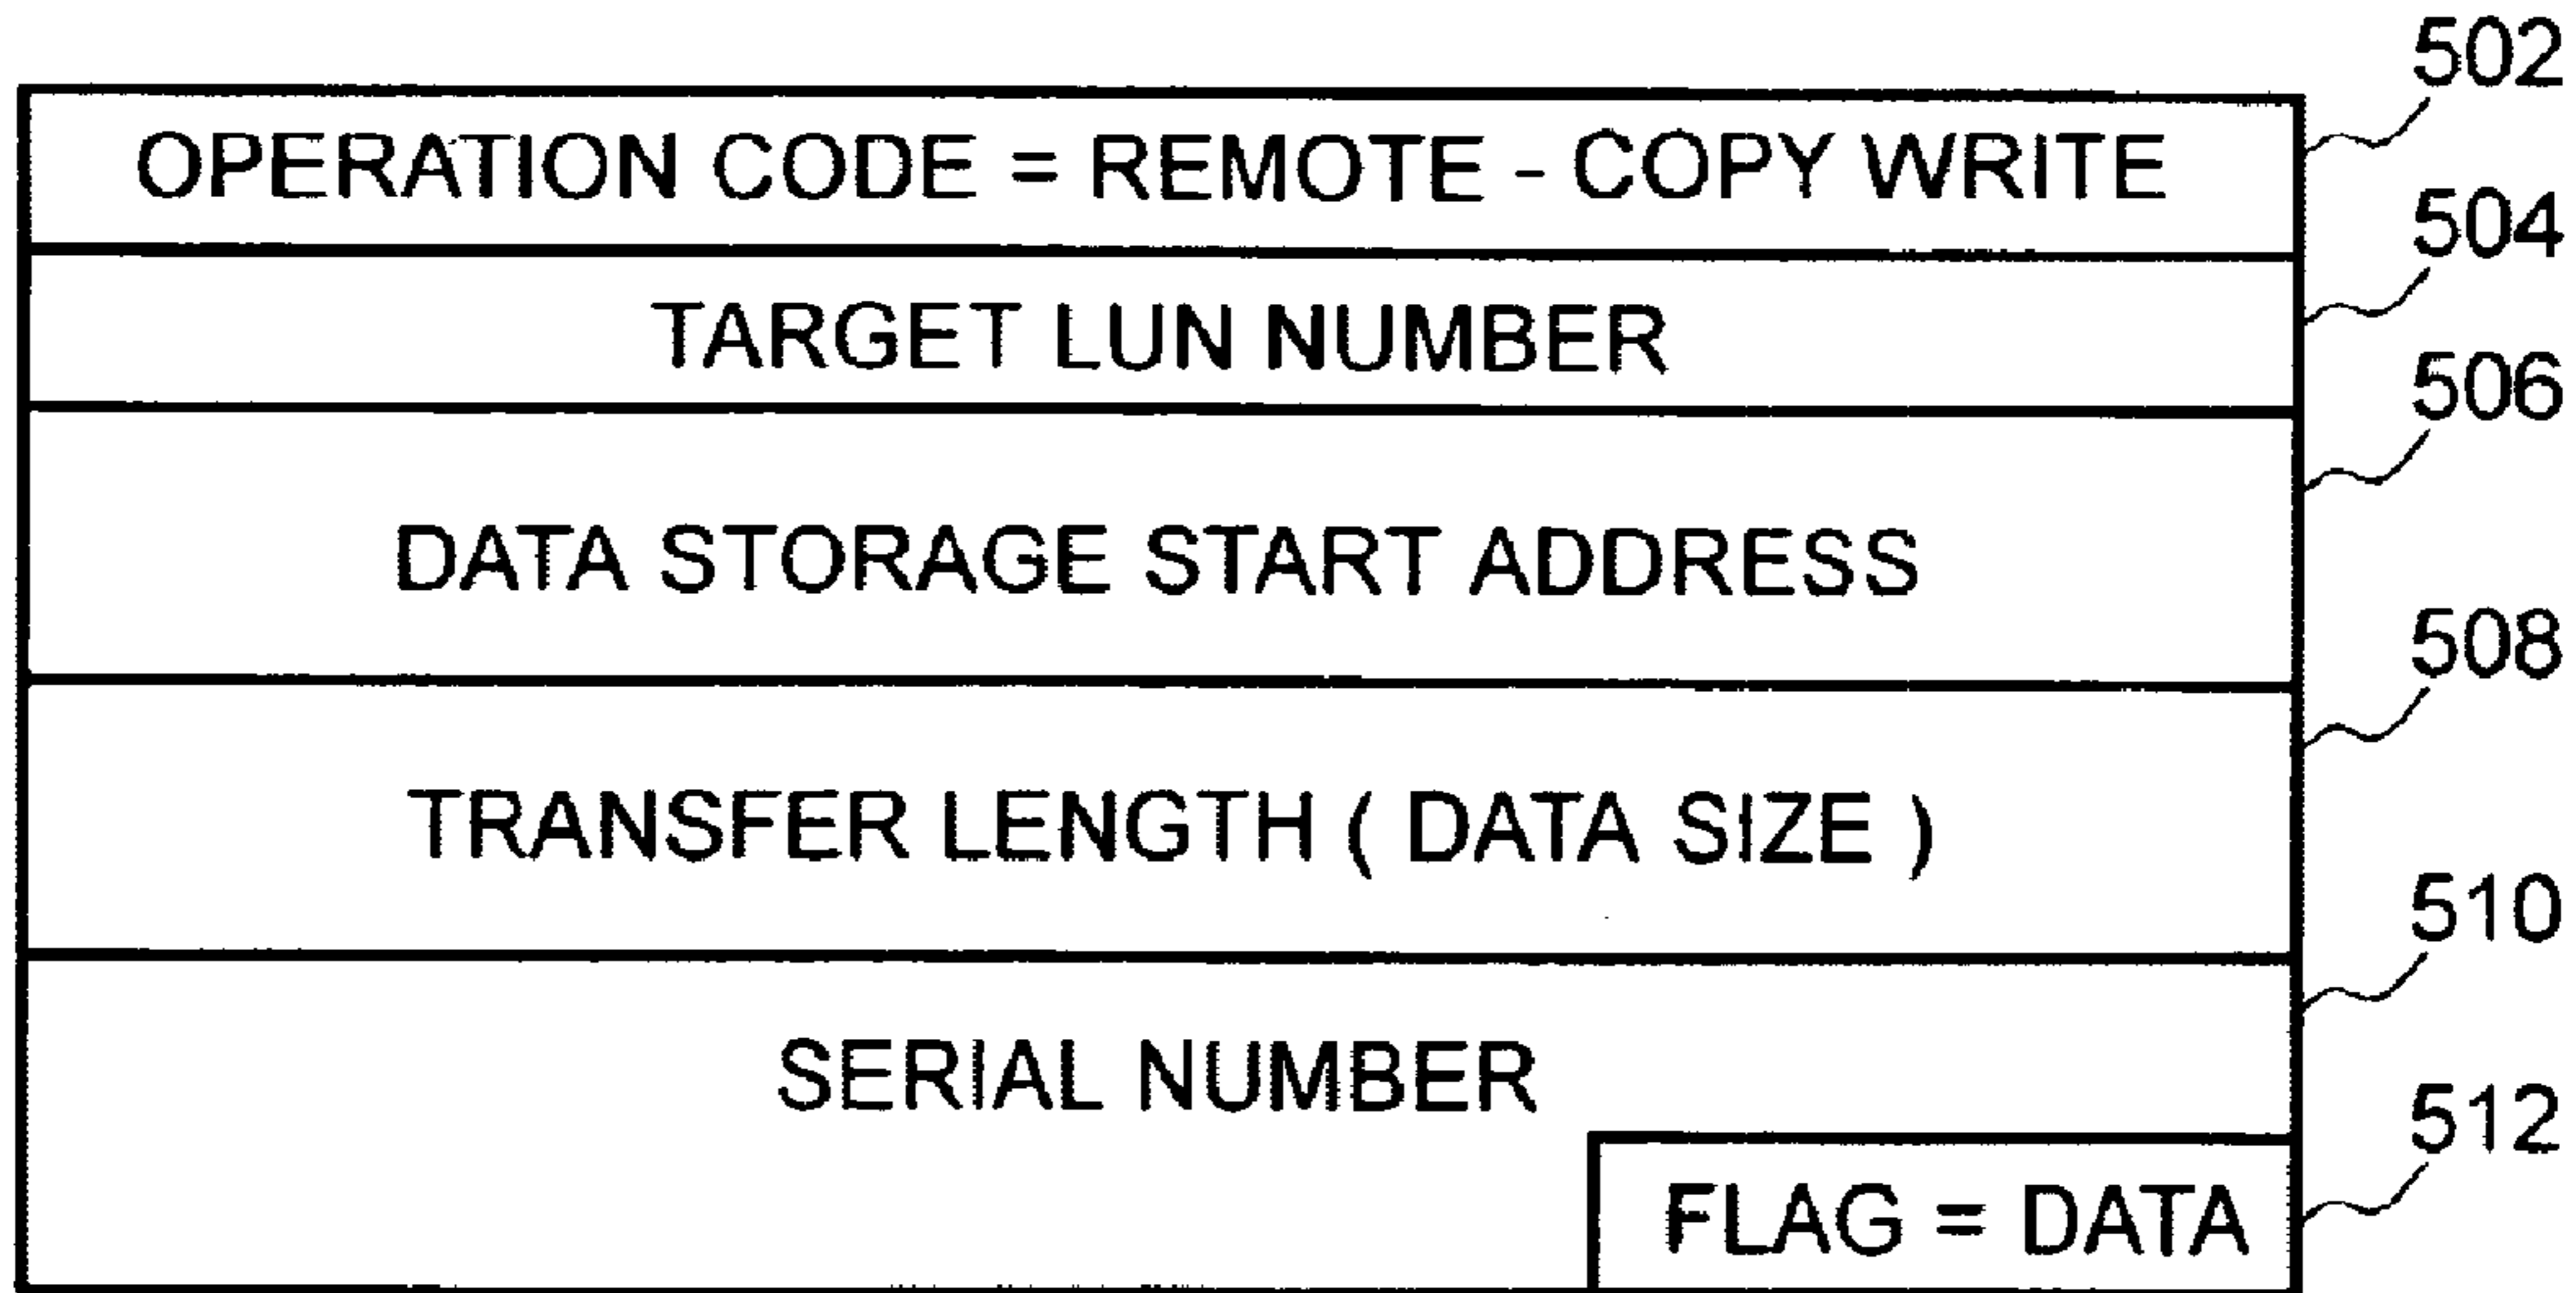 502
OPERATION CODE = REMOTE - COPY WRITE
504
TARGET LUN NUMBER
506
DATA STORAGE START ADDRESS
508
TRANSFER LENGTH ( DATA SIZE )
510
SERIAL NUMBER
512
FLAG = DATA